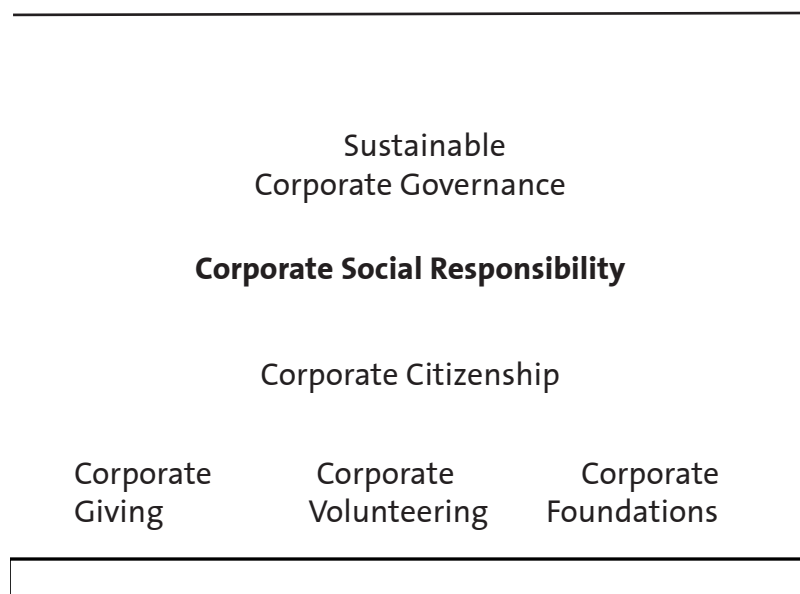 Sustainable
Corporate Governance
Corporate Social Responsibility
Corporate Citizenship
Corporate Corporate Corporate
Giving Volunteering Foundations